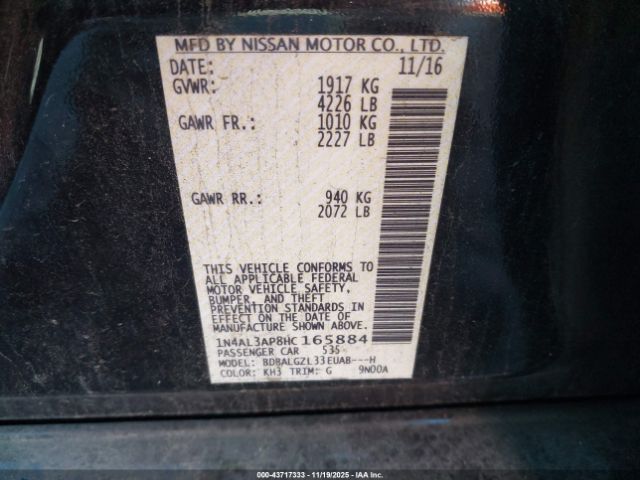 MFD BY NISSAN MOTOR CO., LTD.
DATE: 11/16
GVWR: 1917 KG
4226 LB
GAWR FR.: 1010 KG
2227 LB
GAWR RR.: 940 KG
2072 LB
THIS VEHICLE CONFORMS TO
ALL APPLICABLE FEDERAL
MOTOR VEHICLE SAFETY,
BUMPER, AND THEFT
PREVENTION STANDARDS IN
EFFECT ON THE DATE OF
MANUFACTURE SHOWN ABOVE.
1N4AL3AP8HC165884
PASSENGER CAR 535
MODEL: BDRALGZL33EUAB---H
COLOR: KH3 TRIM: G 9N00A
000-43717333 - 11/19/2025 - IAA Inc.